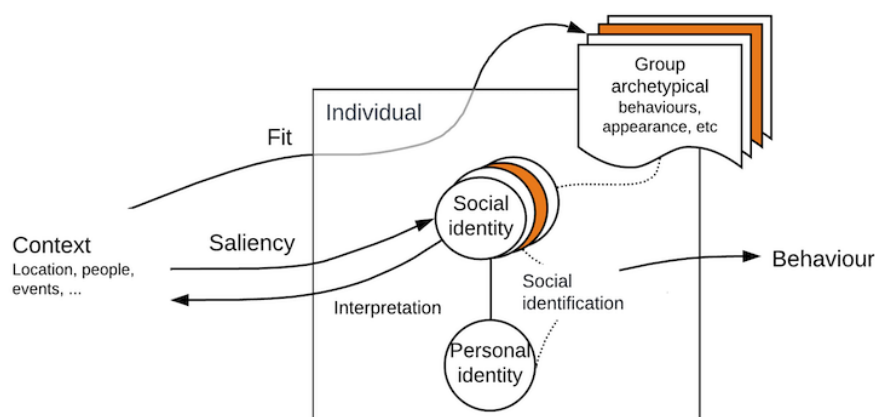 Group
archetypical
behaviours,
appearance, etc
Individual
Fit
Social
identity
Context
Location, people,
events, ...
Saliency
Behaviour
Social
identification
Interpretation
Personal
identity